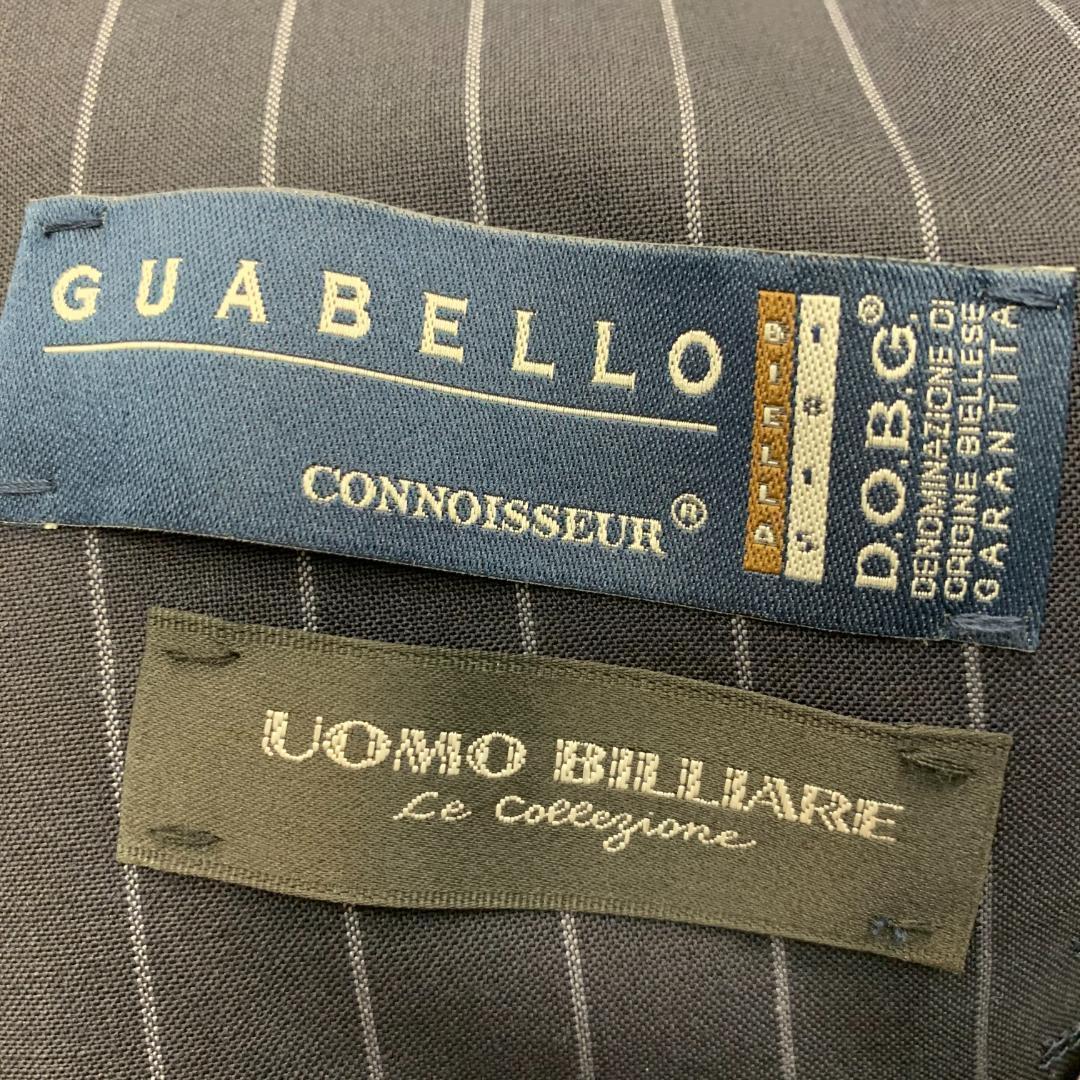 GUABELLO
CONNOISSEUR®
BIELLA
D.O.B.G.®
DENOMINAZIONE DI
ORIGINE BIELLESE
GARANTITA
UOMO BILLIARE
Le Collezione